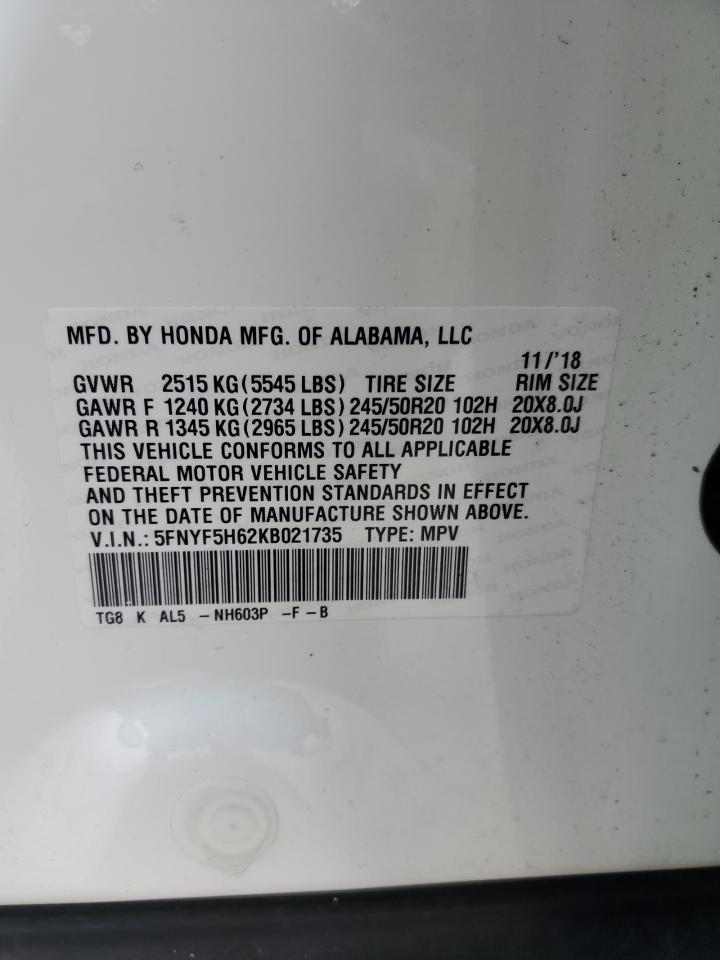 MFD. BY HONDA MFG. OF ALABAMA, LLC
11/'18
GVWR 2515 KG (5545 LBS) TIRE SIZE RIM SIZE
GAWR F 1240 KG (2734 LBS) 245/50R20 102H 20X8.0J
GAWR R 1345 KG (2965 LBS) 245/50R20 102H 20X8.0J
THIS VEHICLE CONFORMS TO ALL APPLICABLE
FEDERAL MOTOR VEHICLE SAFETY
AND THEFT PREVENTION STANDARDS IN EFFECT
ON THE DATE OF MANUFACTURE SHOWN ABOVE.
V.I.N.: 5FNYF5H62KB021735 TYPE: MPV
TG8 K AL5 -NH603P -F-B